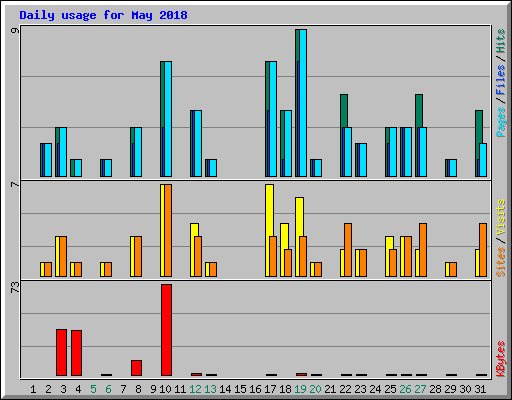 Daily usage for May 2018
9
7
73
Pages / Files / Hits
Sites / Visits
KBytes
1 2 3 4 5 6 7 8 9 10 11 12 13 14 15 16 17 18 19 20 21 22 23 24 25 26 27 28 29 30 31